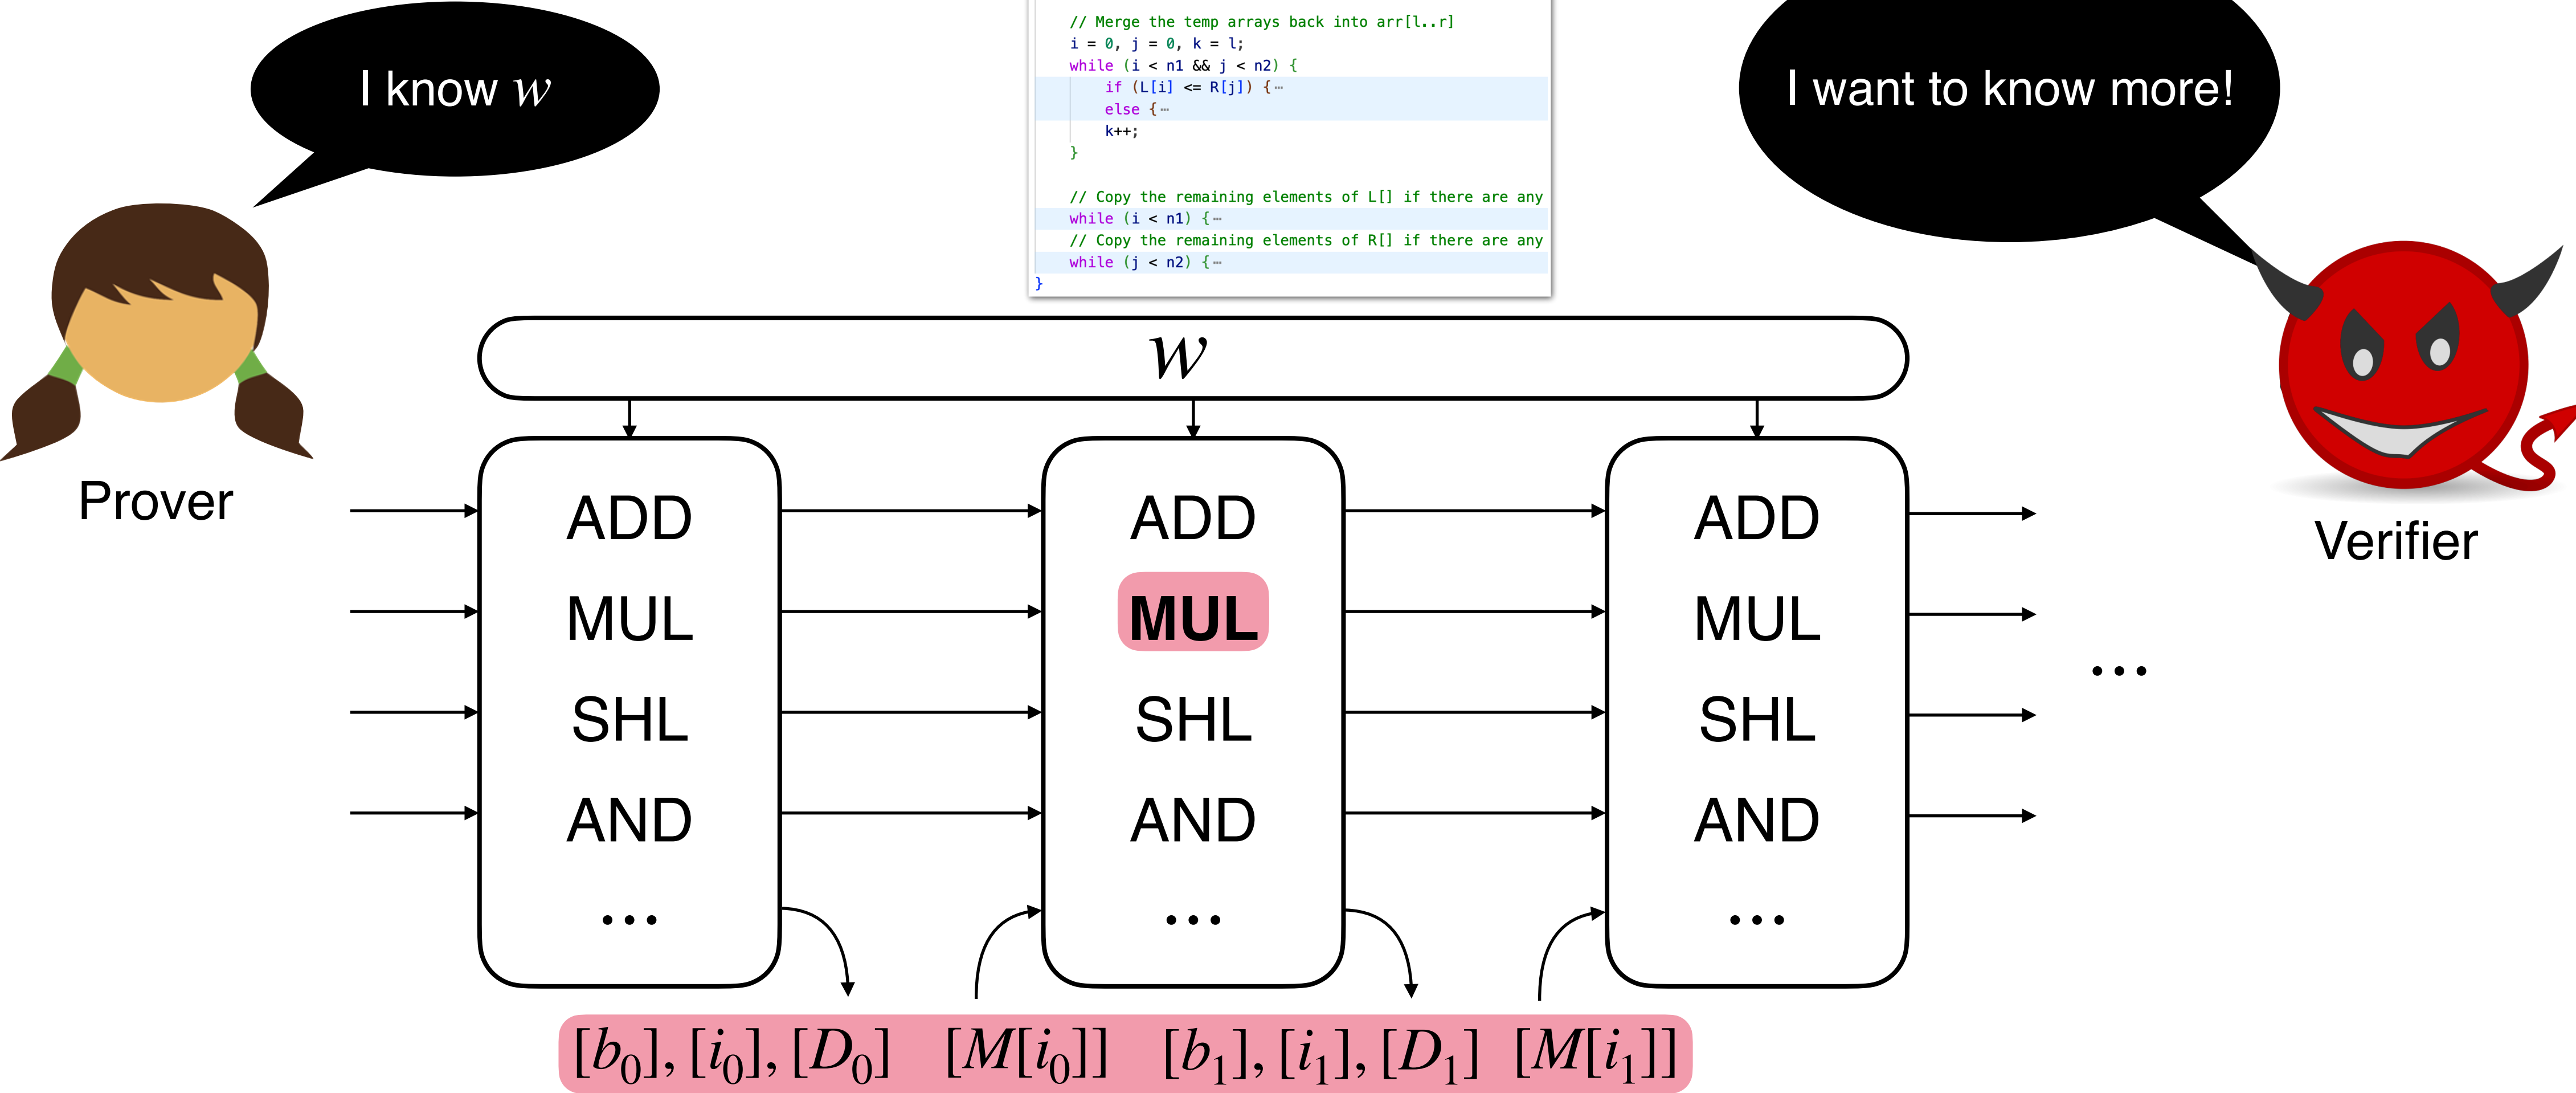 I know w
// Merge the temp arrays back into arr[l..r]
i = 0, j = 0, k = l;
while (i < n1 && j < n2) {
if (L[i] <= R[j]) {⋯
else {⋯
k++;
}
// Copy the remaining elements of L[] if there are any
while (i < n1) {⋯
// Copy the remaining elements of R[] if there are any
while (j < n2) {⋯
}
I want to know more!
Prover
Verifier
w
ADD
MUL
SHL
AND
...
ADD
MUL
SHL
AND
...
ADD
MUL
SHL
AND
...
...
[b₀], [i₀], [D₀] [M[i₀]] [b₁], [i₁], [D₁] [M[i₁]]